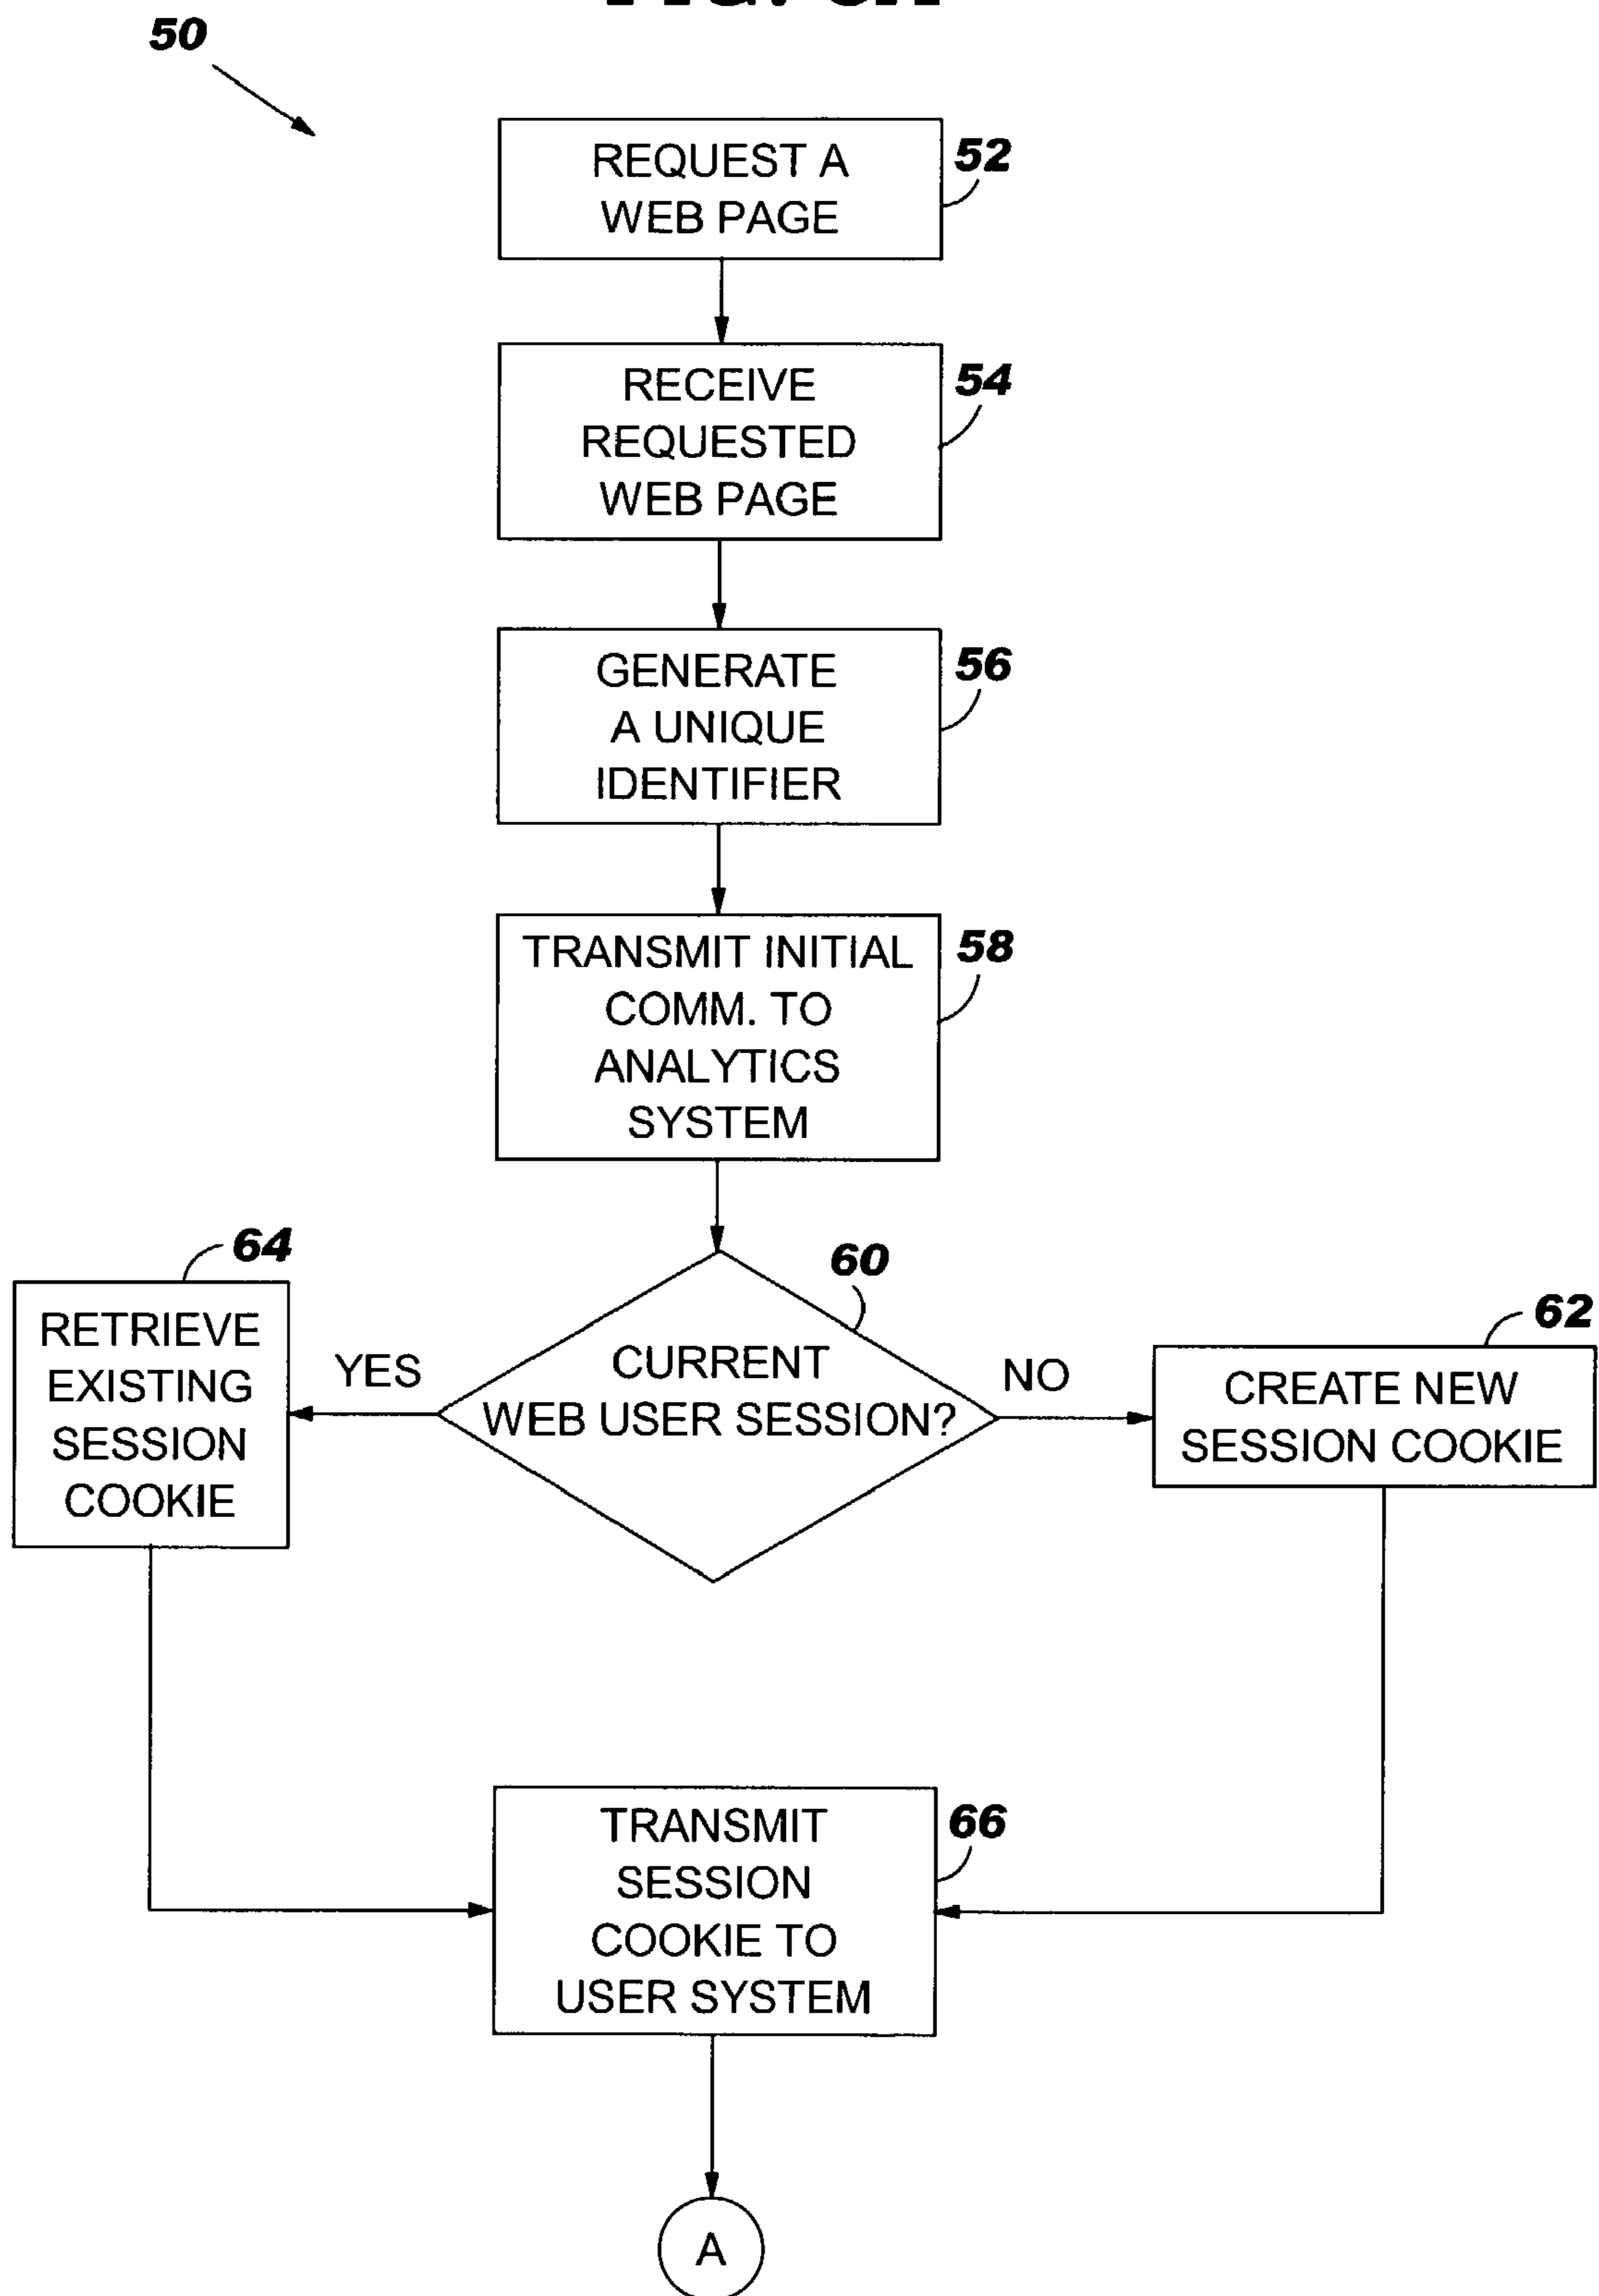 50
REQUEST A
WEB PAGE
52
RECEIVE
REQUESTED
WEB PAGE
54
GENERATE
A UNIQUE
IDENTIFIER
56
TRANSMIT INITIAL
COMM. TO
ANALYTICS
SYSTEM
58
64
RETRIEVE
EXISTING
SESSION
COOKIE
YES
60
CURRENT
WEB USER SESSION?
NO
62
CREATE NEW
SESSION COOKIE
TRANSMIT
SESSION
COOKIE TO
USER SYSTEM
66
A